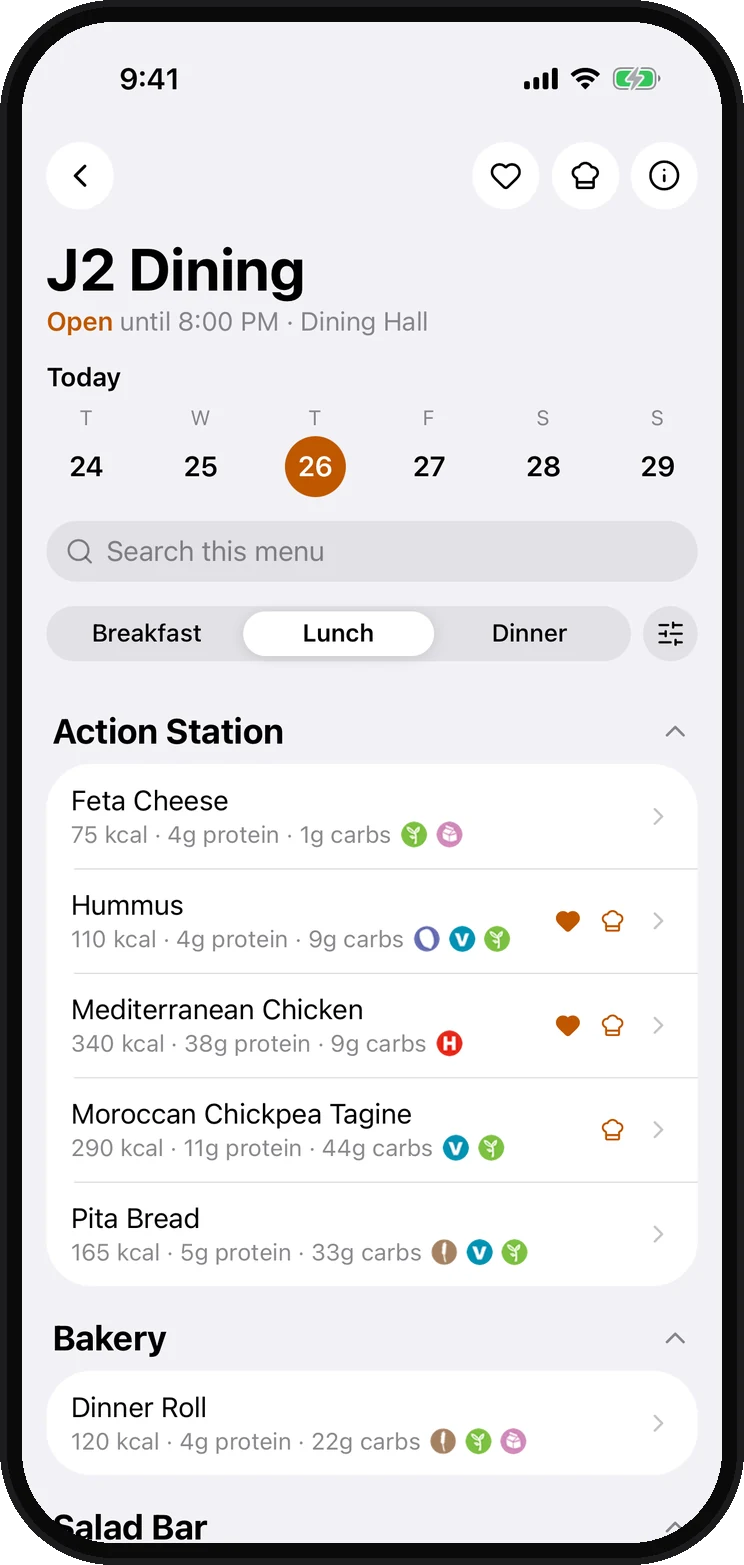 9:41
J2 Dining
Open until 8:00 PM · Dining Hall
Today
T W T F S S
24 25 26 27 28 29
Search this menu
Breakfast Lunch Dinner
Action Station
Feta Cheese
75 kcal · 4g protein · 1g carbs
Hummus
110 kcal · 4g protein · 9g carbs V
Mediterranean Chicken
340 kcal · 38g protein · 9g carbs H
Moroccan Chickpea Tagine
290 kcal · 11g protein · 44g carbs V
Pita Bread
165 kcal · 5g protein · 33g carbs V
Bakery
Dinner Roll
120 kcal · 4g protein · 22g carbs
Salad Bar